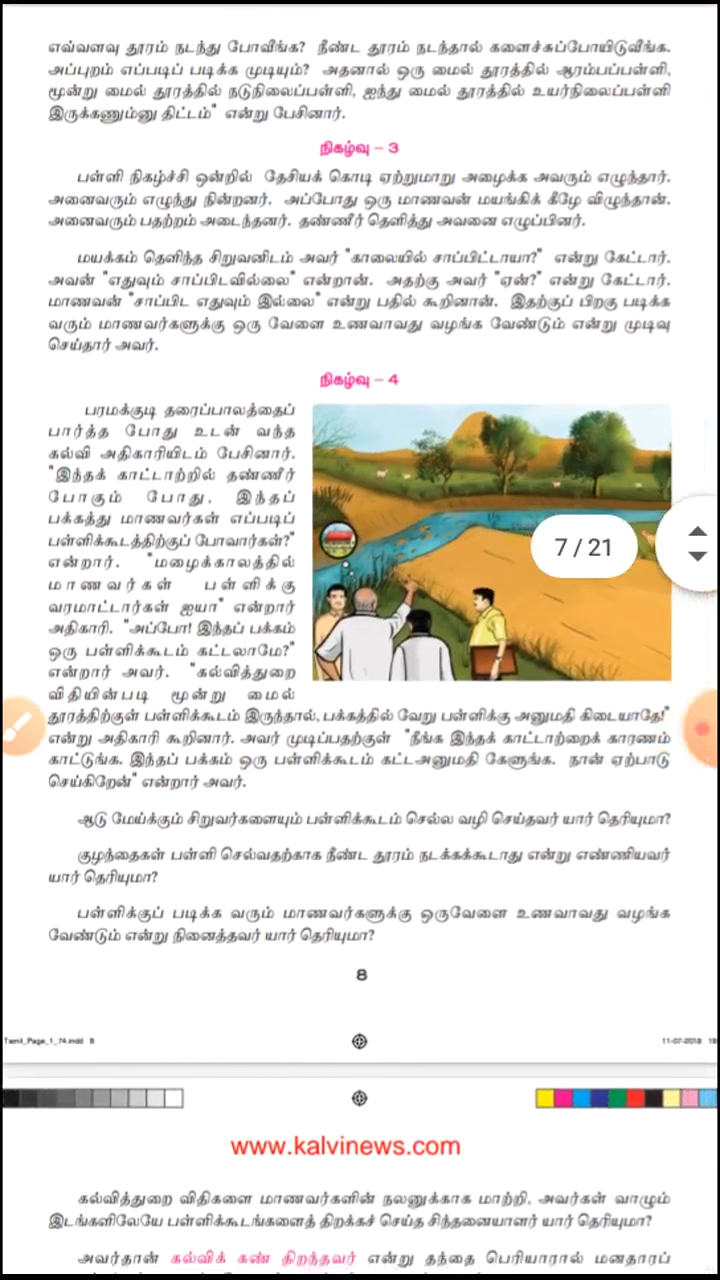 எவ்வளவு தூரம் நடந்து போவீங்க? நீண்ட தூரம் நடந்தால் களைச்சுப்போயிடுவீங்க.
அப்புறம் எப்படிப் படிக்க முடியும்? அதனால் ஒரு மைல் தூரத்தில் ஆரம்பப்பள்ளி,
மூன்று மைல் தூரத்தில் நடுநிலைப்பள்ளி, ஐந்து மைல் தூரத்தில் உயர்நிலைப்பள்ளி
இருக்கணும்னு திட்டம்" என்று பேசினார்.
நிகழ்வு – 3
பள்ளி நிகழ்ச்சி ஒன்றில் தேசியக் கொடி ஏற்றுமாறு அழைக்க அவரும் எழுந்தார்.
அனைவரும் எழுந்து நின்றனர். அப்போது ஒரு மாணவன் மயங்கிக் கீழே விழுந்தான்.
அனைவரும் பதற்றம் அடைந்தனர். தண்ணீர் தெளித்து அவனை எழுப்பினர்.
மயக்கம் தெளிந்த சிறுவனிடம் அவர் "காலையில் சாப்பிட்டாயா?" என்று கேட்டார்.
அவன் "எதுவும் சாப்பிடவில்லை" என்றான். அதற்கு அவர் "ஏன்?" என்று கேட்டார்.
மாணவன் "சாப்பிட எதுவும் இல்லை" என்று பதில் கூறினான். இதற்குப் பிறகு படிக்க
வரும் மாணவர்களுக்கு ஒரு வேளை உணவாவது வழங்க வேண்டும் என்று முடிவு
செய்தார் அவர்.
நிகழ்வு – 4
பரமக்குடி தரைப்பாலத்தைப்
பார்த்த போது உடன் வந்த
கல்வி அதிகாரியிடம் பேசினார்.
"இந்தக் காட்டாற்றில் தண்ணீர்
போகும் போது, இந்தப்
பக்கத்து மாணவர்கள் எப்படிப்
பள்ளிக்கூடத்திற்குப் போவார்கள்?"
என்றார். "மழைக்காலத்தில்
மாணவர்கள் பள்ளிக்கு
வரமாட்டார்கள் ஐயா" என்றார்
அதிகாரி. "அப்போ! இந்தப் பக்கம்
ஒரு பள்ளிக்கூடம் கட்டலாமே?"
என்றார் அவர். "கல்வித்துறை
விதியின்படி மூன்று மைல்
தூரத்திற்குள் பள்ளிக்கூடம் இருந்தால், பக்கத்தில் வேறு பள்ளிக்கு அனுமதி கிடையாதே!"
என்று அதிகாரி கூறினார். அவர் முடிப்பதற்குள் "நீங்க இந்தக் காட்டாற்றைக் காரணம்
காட்டுங்க. இந்தப் பக்கம் ஒரு பள்ளிக்கூடம் கட்டஅனுமதி கேளுங்க. நான் ஏற்பாடு
செய்கிறேன்" என்றார் அவர்.
7 / 21
ஆடு மேய்க்கும் சிறுவர்களையும் பள்ளிக்கூடம் செல்ல வழி செய்தவர் யார் தெரியுமா?
குழந்தைகள் பள்ளி செல்வதற்காக நீண்ட தூரம் நடக்கக்கூடாது என்று எண்ணியவர்
யார் தெரியுமா?
பள்ளிக்குப் படிக்க வரும் மாணவர்களுக்கு ஒருவேளை உணவாவது வழங்க
வேண்டும் என்று நினைத்தவர் யார் தெரியுமா?
8
Tamil_Page_1_74.indd 8
11-07-2018 18
www.kalvinews.com
கல்வித்துறை விதிகளை மாணவர்களின் நலனுக்காக மாற்றி, அவர்கள் வாழும்
இடங்களிலேயே பள்ளிக்கூடங்களைத் திறக்கச் செய்த சிந்தனையாளர் யார் தெரியுமா?
அவர்தான் கல்விக் கண் திறந்தவர் என்று தந்தை பெரியாரால் மனதாரப்